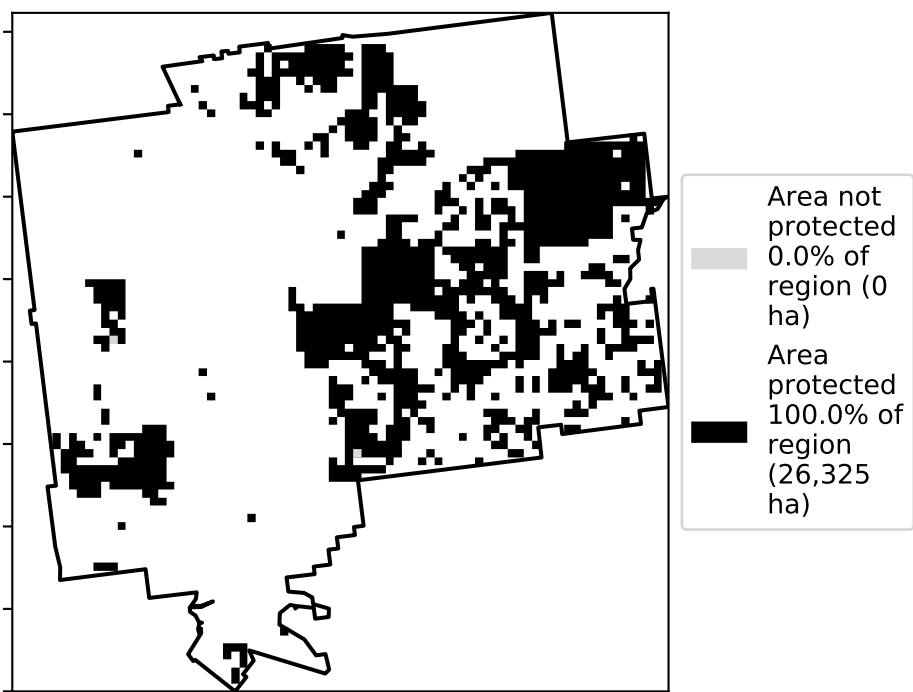 Area not
protected
0.0% of
region (0
ha)
Area
protected
100.0% of
region
(26,325
ha)